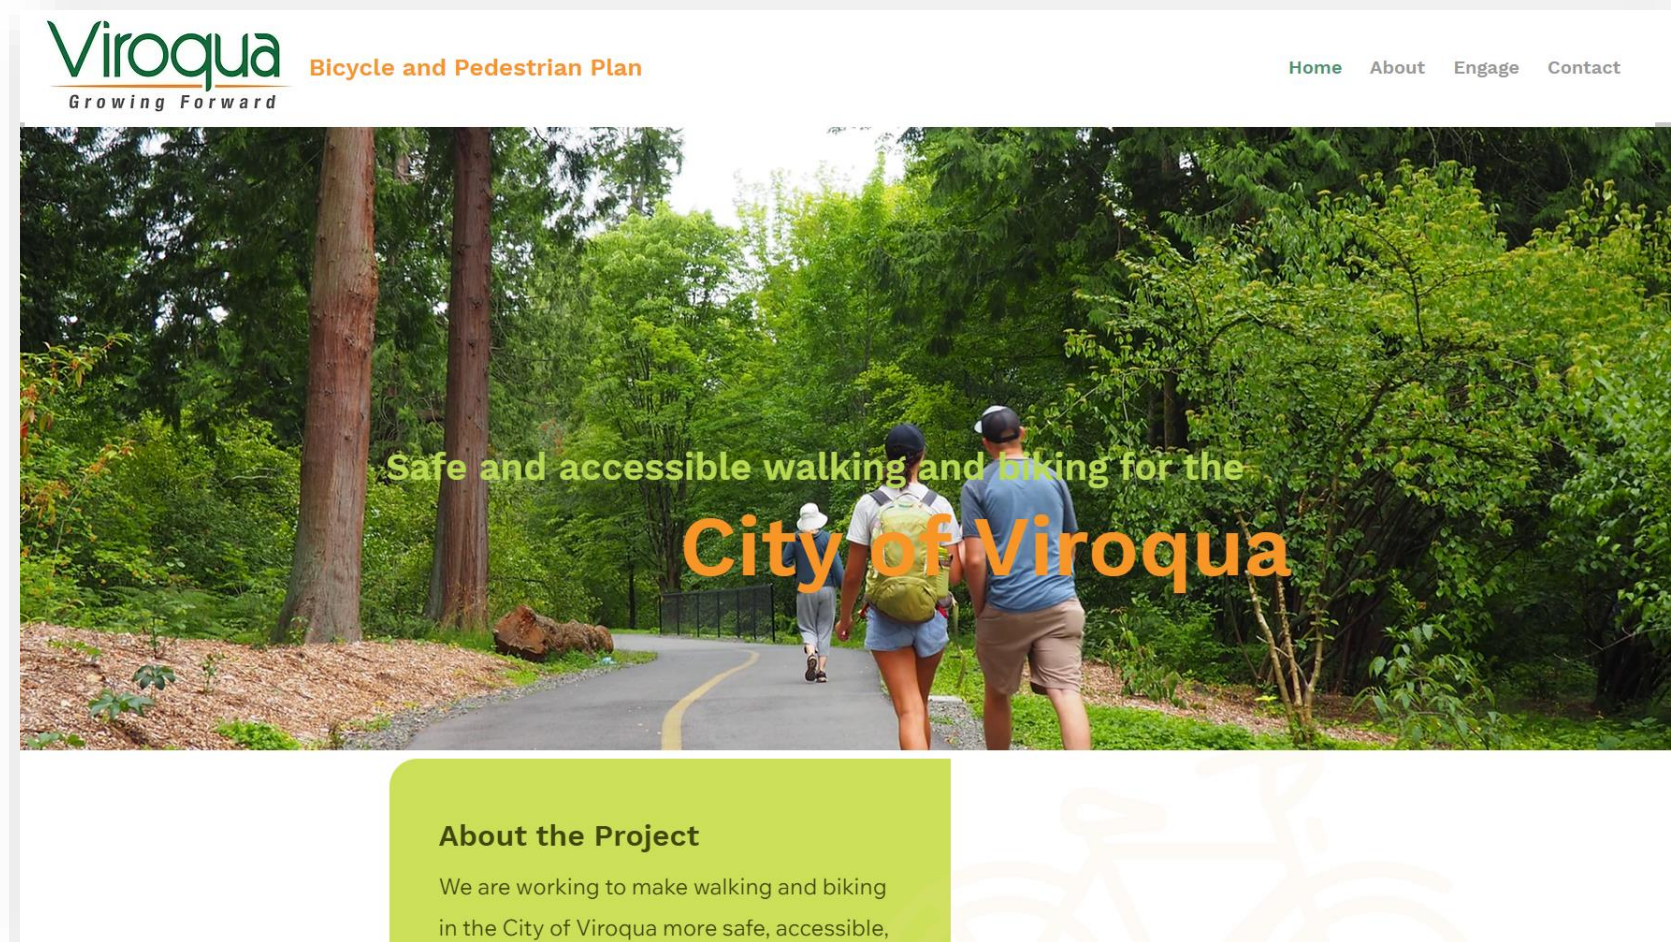 Viroqua
Growing Forward
Bicycle and Pedestrian Plan
Home About Engage Contact
Safe and accessible walking and biking for the
City of Viroqua
About the Project
We are working to make walking and biking
in the City of Viroqua more safe, accessible,